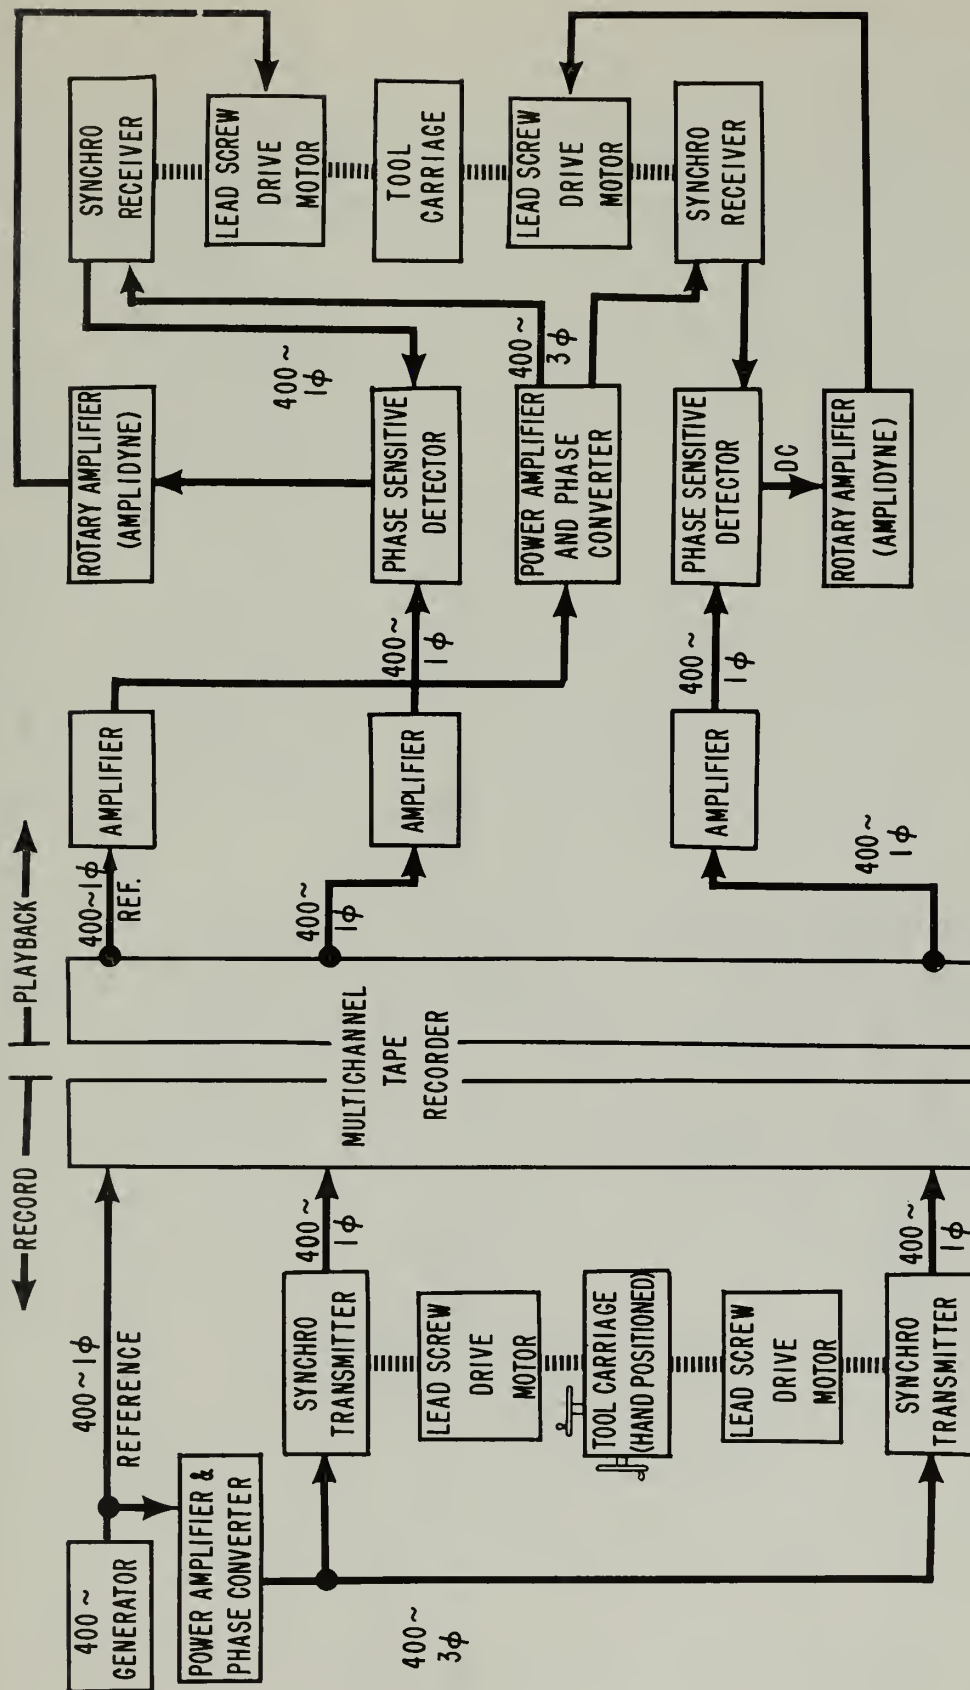 RECORD
PLAYBACK
400~
GENERATOR
400~1ϕ
REFERENCE
POWER AMPLIFIER &
PHASE CONVERTER
400~
3ϕ
SYNCHRO
TRANSMITTER
400~
1ϕ
LEAD SCREW
DRIVE
MOTOR
TOOL CARRIAGE
(HAND POSITIONED)
LEAD SCREW
DRIVE
MOTOR
SYNCHRO
TRANSMITTER
400~
1ϕ
MULTICHANNEL
TAPE
RECORDER
400~1ϕ
REF.
AMPLIFIER
400~
1ϕ
AMPLIFIER
400~
1ϕ
400~
1ϕ
AMPLIFIER
400~
1ϕ
ROTARY AMPLIFIER
(AMPLIDYNE)
400~
1ϕ
PHASE SENSITIVE
DETECTOR
POWER AMPLIFIER
AND PHASE
CONVERTER
400~
3ϕ
PHASE SENSITIVE
DETECTOR
DC
ROTARY AMPLIFIER
(AMPLIDYNE)
SYNCHRO
RECEIVER
LEAD SCREW
DRIVE
MOTOR
TOOL
CARRIAGE
LEAD SCREW
DRIVE
MOTOR
SYNCHRO
RECEIVER